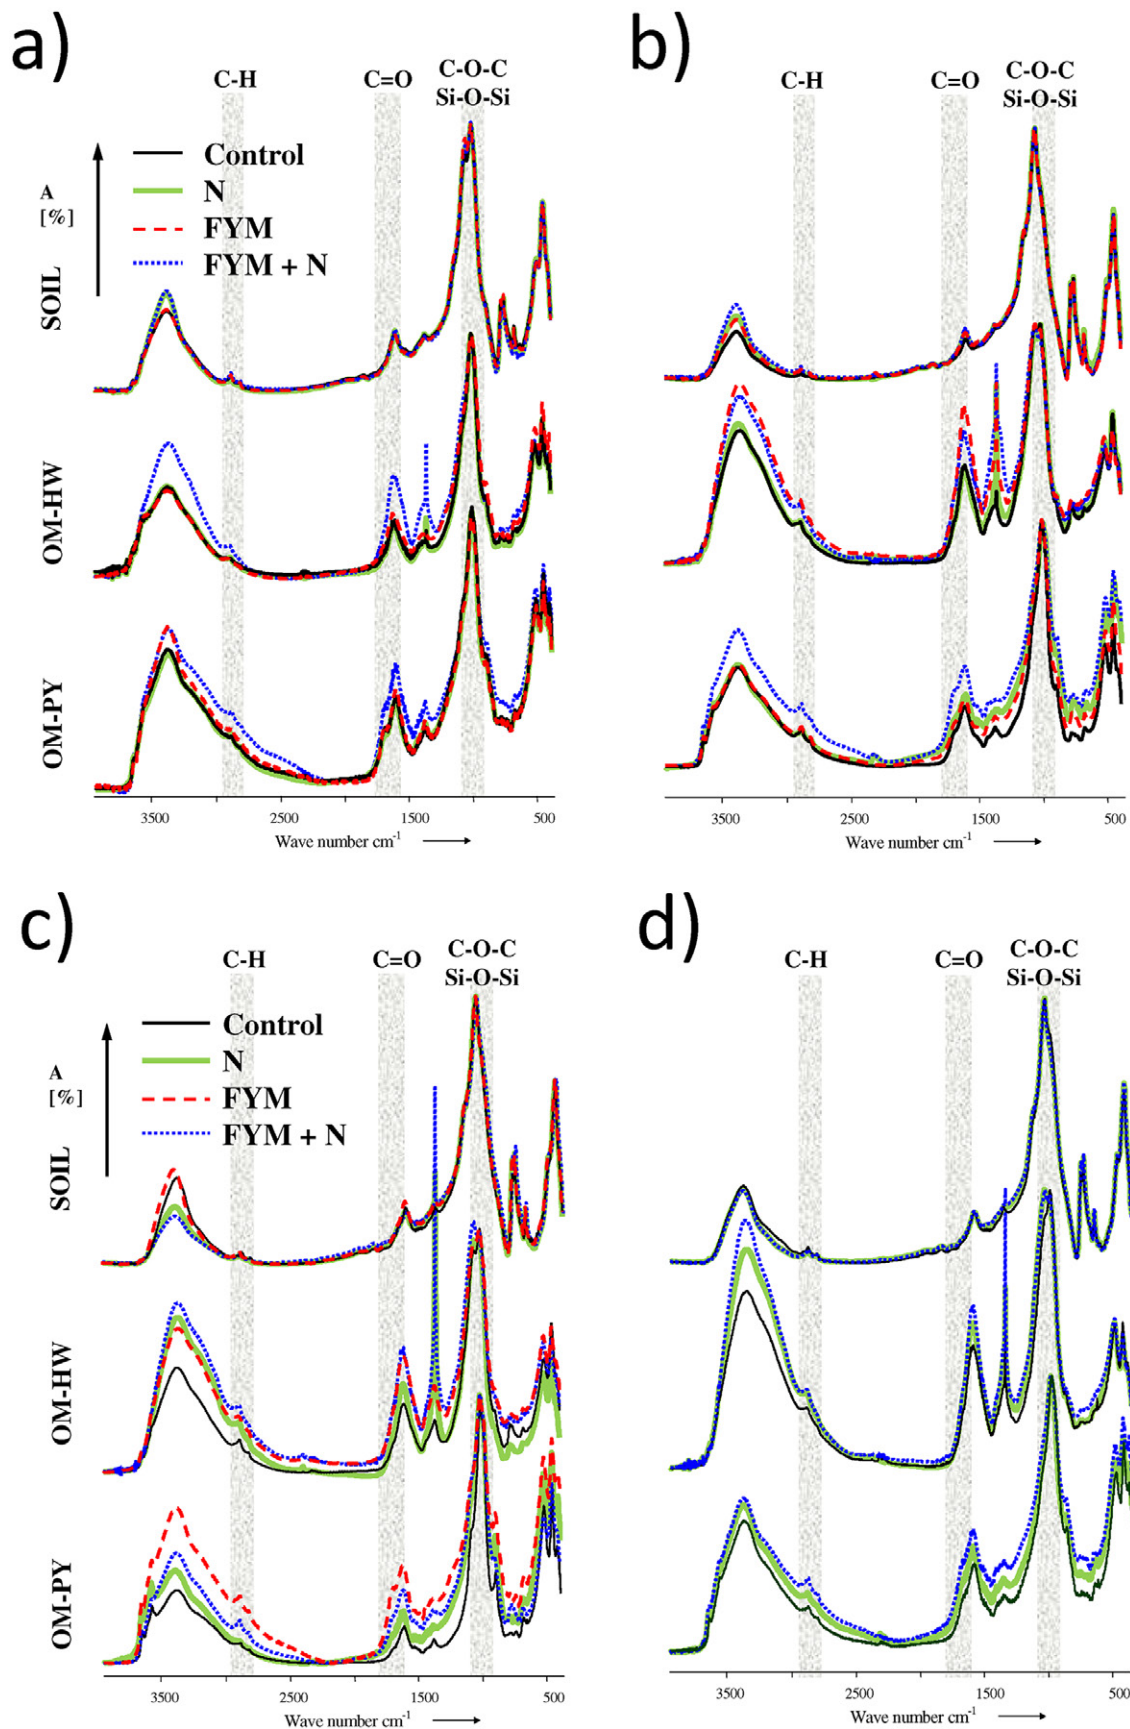 a)
C-H
C=O
C-O-C
Si-O-Si
Control
N
FYM
FYM + N
A
[%]
SOIL
OM-HW
OM-PY
3500
2500
1500
500
Wave number cm-1
b)
C-H
C=O
C-O-C
Si-O-Si
3500
2500
1500
500
Wave number cm-1
c)
C-H
C=O
C-O-C
Si-O-Si
Control
N
FYM
FYM + N
A
[%]
SOIL
OM-HW
OM-PY
3500
2500
1500
500
Wave number cm-1
d)
C-H
C=O
C-O-C
Si-O-Si
3500
2500
1500
500
Wave number cm-1